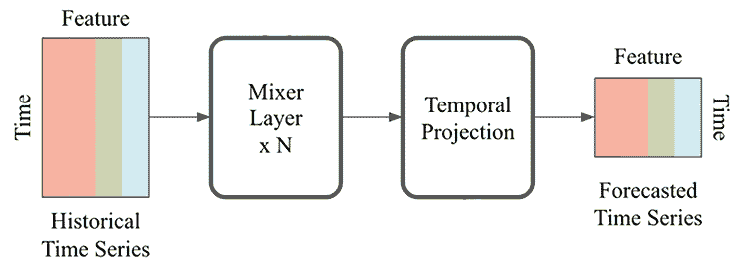 Feature
Time
Historical
Time Series
Mixer
Layer
x N
Temporal
Projection
Feature
Time
Forecasted
Time Series